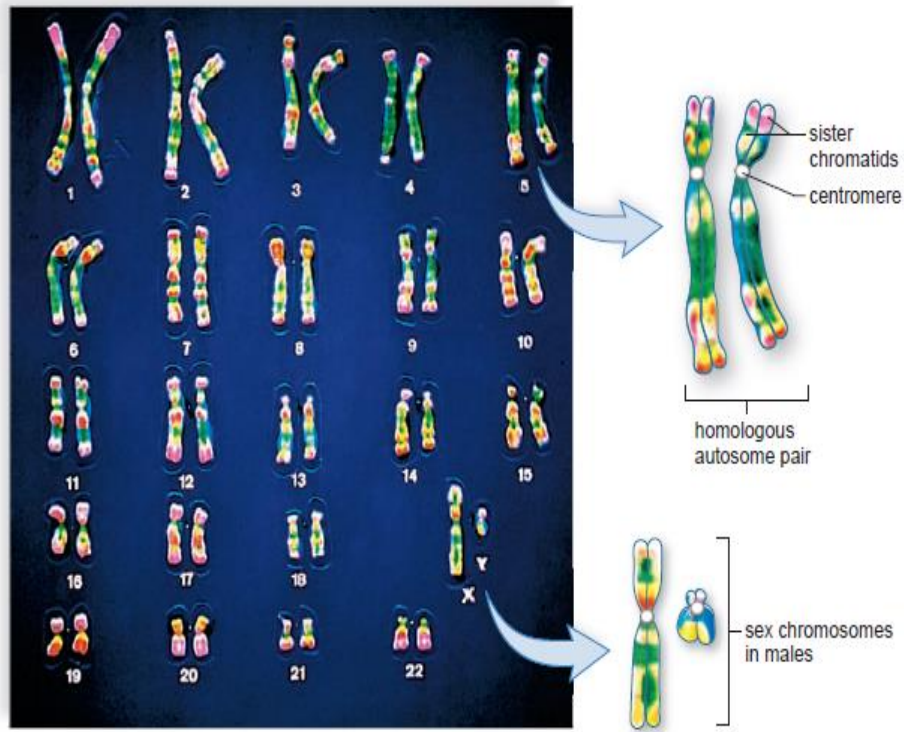 1 2 3 4 5
sister
chromatids
centromere
6 7 8 9 10
homologous
autosome pair
11 12 13 14 15
16 17 18 X Y
sex chromosomes
in males
19 20 21 22